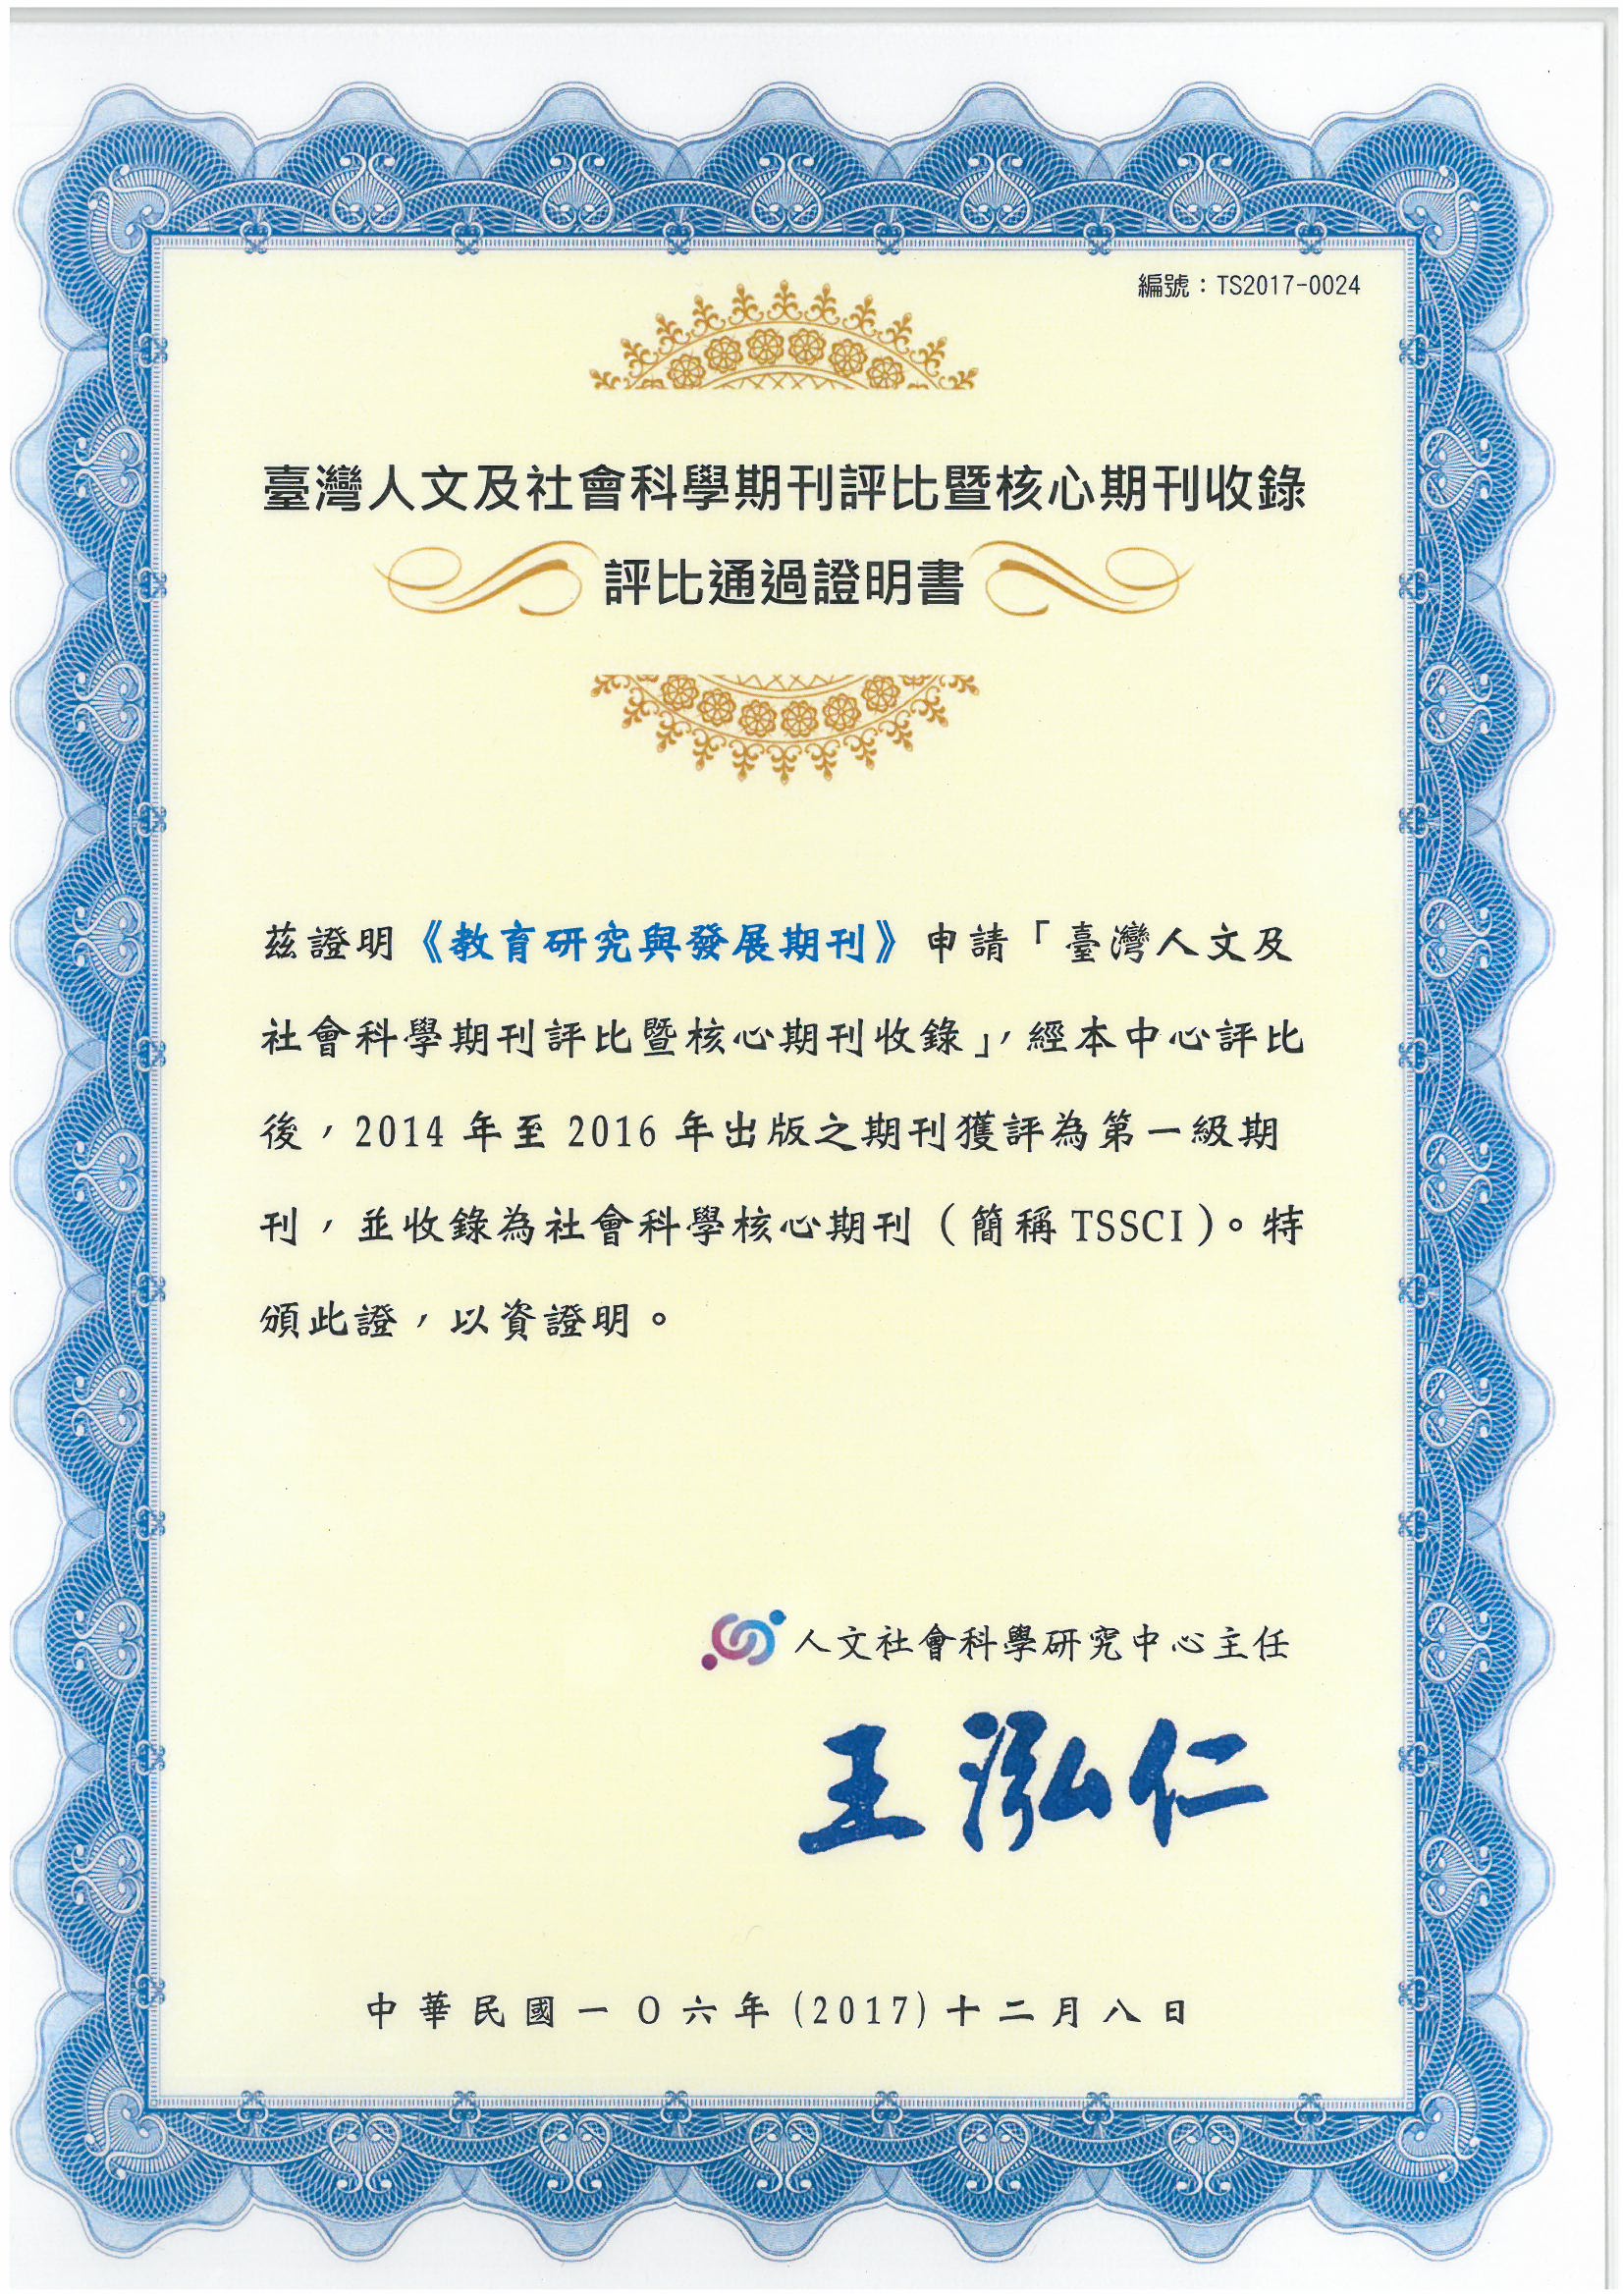 編號：TS2017-0024
臺灣人文及社會科學期刊評比暨核心期刊收錄
評比通過證明書
茲證明《教育研究與發展期刊》申請「臺灣人文及
社會科學期刊評比暨核心期刊收錄」，經本中心評比
後，2014 年至 2016 年出版之期刊獲評為第一級期
刊，並收錄為社會科學核心期刊（簡稱 TSSCI）。特
頒此證，以資證明。
人文社會科學研究中心主任
王泓仁
中華民國一０六年(2017)十二月八日